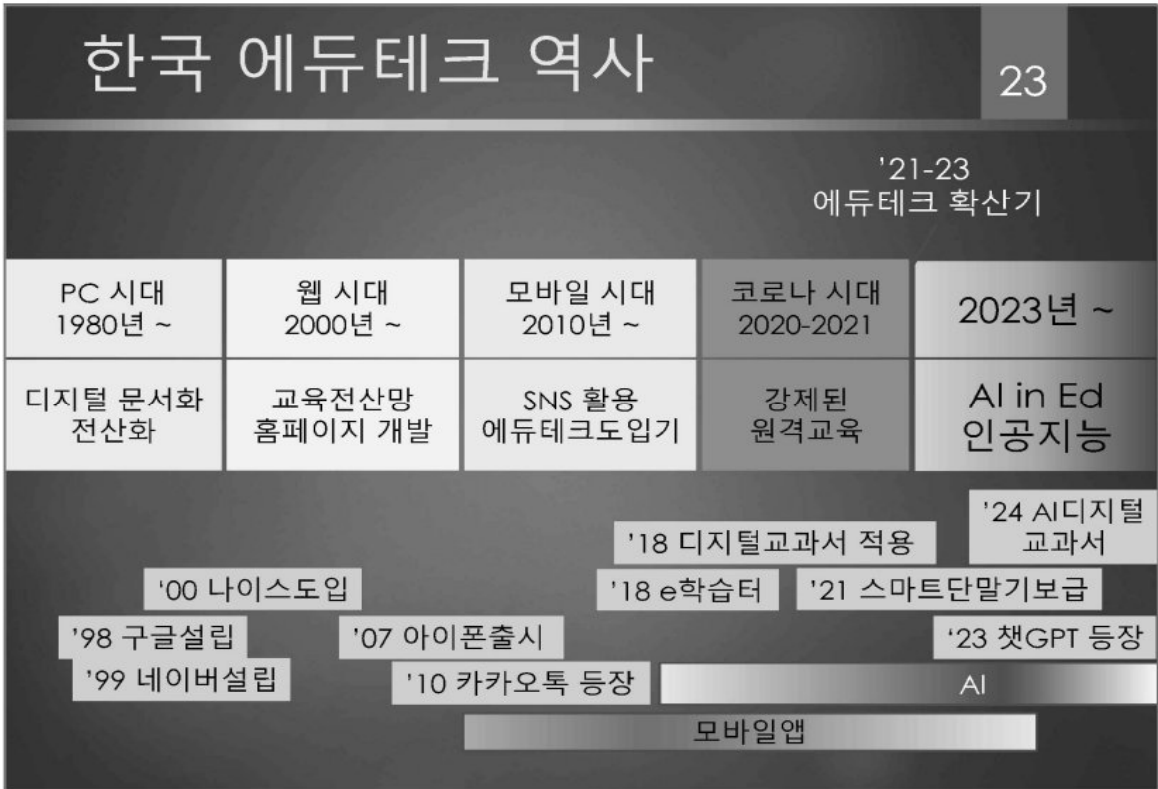 한국 에듀테크 역사
23
’21-23
에듀테크 확산기
PC 시대
1980년 ~
웹 시대
2000년 ~
모바일 시대
2010년 ~
코로나 시대
2020-2021
2023년 ~
디지털 문서화
전산화
교육전산망
홈페이지 개발
SNS 활용
에듀테크도입기
강제된
원격교육
AI in Ed
인공지능
’24 AI디지털
교과서
’18 디지털교과서 적용
‘00 나이스도입
’18 e학습터
’21 스마트단말기보급
’98 구글설립
’07 아이폰출시
‘23 챗GPT 등장
’99 네이버설립
’10 카카오톡 등장
AI
모바일앱